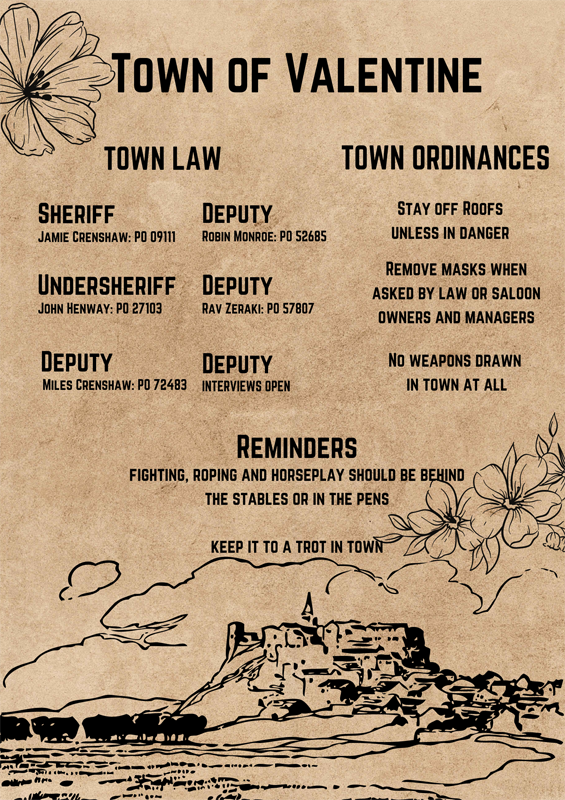 Town of Valentine
Town Law
Sheriff
Jamie Crenshaw: PO 09111
Deputy
Robin Monroe: PO 52685
Undersheriff
John Henway: PO 27103
Deputy
Rav Zeraki: PO 57807
Deputy
Miles Crenshaw: PO 72483
Deputy
interviews open
Town Ordinances
Stay off Roofs
unless in danger
Remove masks when
asked by law or saloon
owners and managers
No weapons drawn
in town at all
Reminders
fighting, roping and horseplay should be behind
the stables or in the pens
keep it to a trot in town